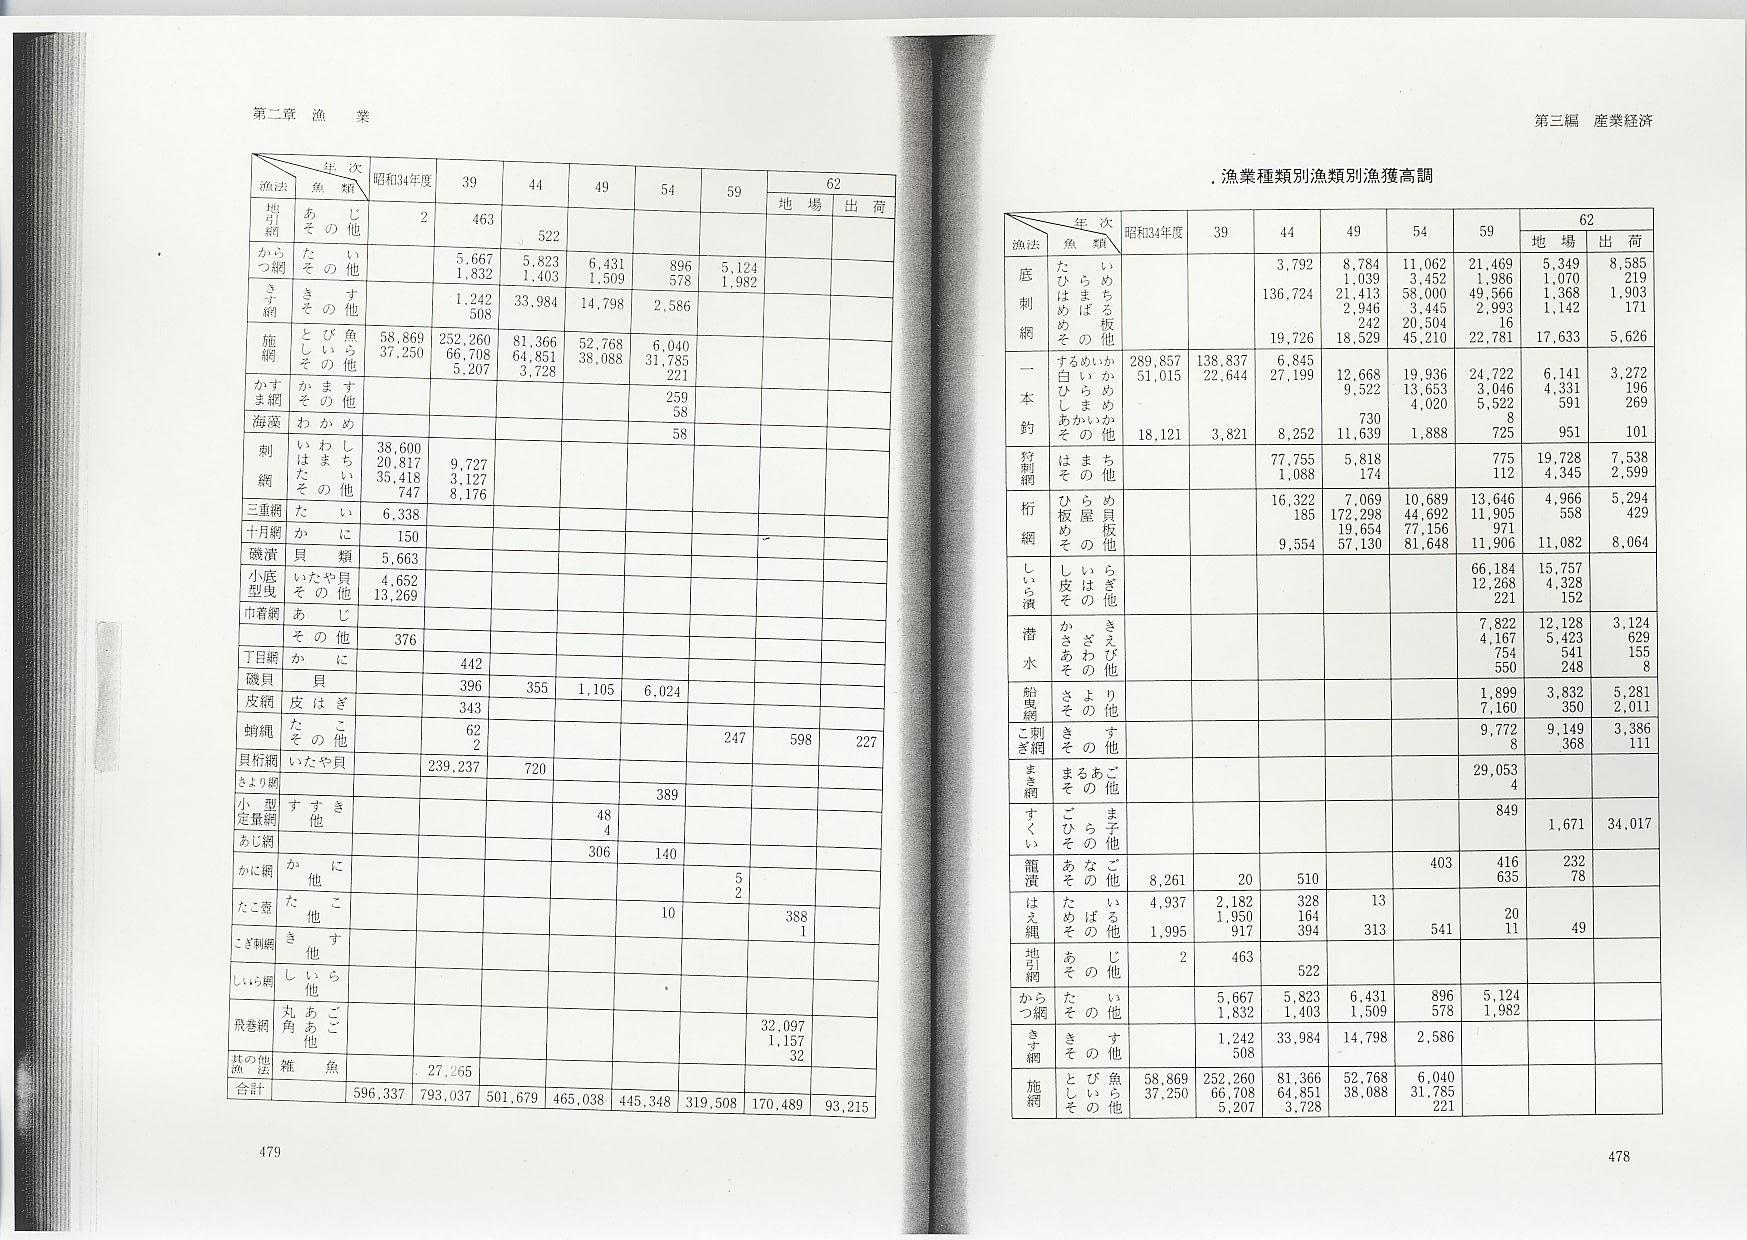 第三編 産業経済
漁業種類別漁類別漁獲高調
年次 昭和34年度 39 44 49 54 59 62
漁法 魚類 地場 出荷
底刺網 たい 3,792 8,784 11,062 21,469 5,349 8,585
ひらめ 1,039 3,452 1,986 1,070 219
はまち 136,724 21,413 58,000 49,566 1,368 1,903
めばる 2,946 3,445 2,993 1,142 171
め板 242 20,504 16
その他 19,726 18,529 45,210 22,781 17,633 5,626
一本釣 するめいか 289,857 138,837 6,845
白いか 51,015 22,644 27,199 12,668 19,936 24,722 6,141 3,272
ひらめ 9,522 13,653 3,046 4,331 196
しまめ 4,020 5,522 591 269
あかいか 730 8
その他 18,121 3,821 8,252 11,639 1,888 725 951 101
狩刺網 はまち 77,755 5,818 775 19,728 7,538
その他 1,088 174 112 4,345 2,599
桁網 ひらめ 16,322 7,069 10,689 13,646 4,966 5,294
板屋貝 185 172,298 44,692 11,905 558 429
め板 19,654 77,156 971
その他 9,554 57,130 81,648 11,906 11,082 8,064
しいら漬 しいら 66,184 15,757
皮はぎ 12,268 4,328
その他 221 152
潜水 かき 7,822 12,128 3,124
さざえ 4,167 5,423 629
あわび 754 541 155
その他 550 248 8
船曳網 さより 1,899 3,832 5,281
その他 7,160 350 2,011
こぎ刺網 きす 9,772 9,149 3,386
その他 8 368 111
まき網 まるあご 29,053
その他 4
すくい ごま 849
ひら子 1,671 34,017
その他
籠漬 あなご 403 416 232
その他 8,261 20 510 635 78
はえ縄 たい 4,937 2,182 328 13
めばる 1,950 164 20
その他 1,995 917 394 313 541 11 49
地引網 あじ 2 463
その他 522
からつ網 たい 5,667 5,823 6,431 896 5,124
その他 1,832 1,403 1,509 578 1,982
きす網 きす 1,242 33,984 14,798 2,586
その他 508
施網 とび魚 58,869 252,260 81,366 52,768 6,040
しいら 37,250 66,708 64,851 38,088 31,785
その他 5,207 3,728 221
478
第二章 漁業
年次 昭和34年度 39 44 49 54 59 62
漁法 魚類 地場 出荷
地引網 あじ 2 463
その他 522
からつ網 たい 5,667 5,823 6,431 896 5,124
その他 1,832 1,403 1,509 578 1,982
きす網 きす 1,242 33,984 14,798 2,586
その他 508
施網 とび魚 58,869 252,260 81,366 52,768 6,040
しいら 37,250 66,708 64,851 38,088 31,785
その他 5,207 3,728 221
かすま網 かます 259
その他 58
海藻 わかめ 58
刺網 いわし 38,600
はまち 20,817 9,727
たい 35,418 3,127
その他 747 8,176
三重網 たい 6,338
十月網 かに 150
磯漬 貝類 5,663
小型底曳 いたや貝 4,652
その他 13,269
巾着網 あじ
その他 376
丁目網 かに 442
磯貝 貝 396 355 1,105 6,024
皮網 皮はぎ 343
蛸縄 たこ 62
その他 2 247 598 227
貝桁網 いたや貝 239,237 720
さより網 389
小型定量網 すすき 48
他 4
あじ網 306 140
かに網 かに 5
他 2
たこ壺 たこ 10 388
他 1
こぎ刺網 きす
他
しいら網 しいら
他
飛巻網 丸あご 32,097
角あご 1,157
他 32
其の他漁法 雑魚 27,265
合計 596,337 793,037 501,679 465,038 445,348 319,508 170,489 93,215
479